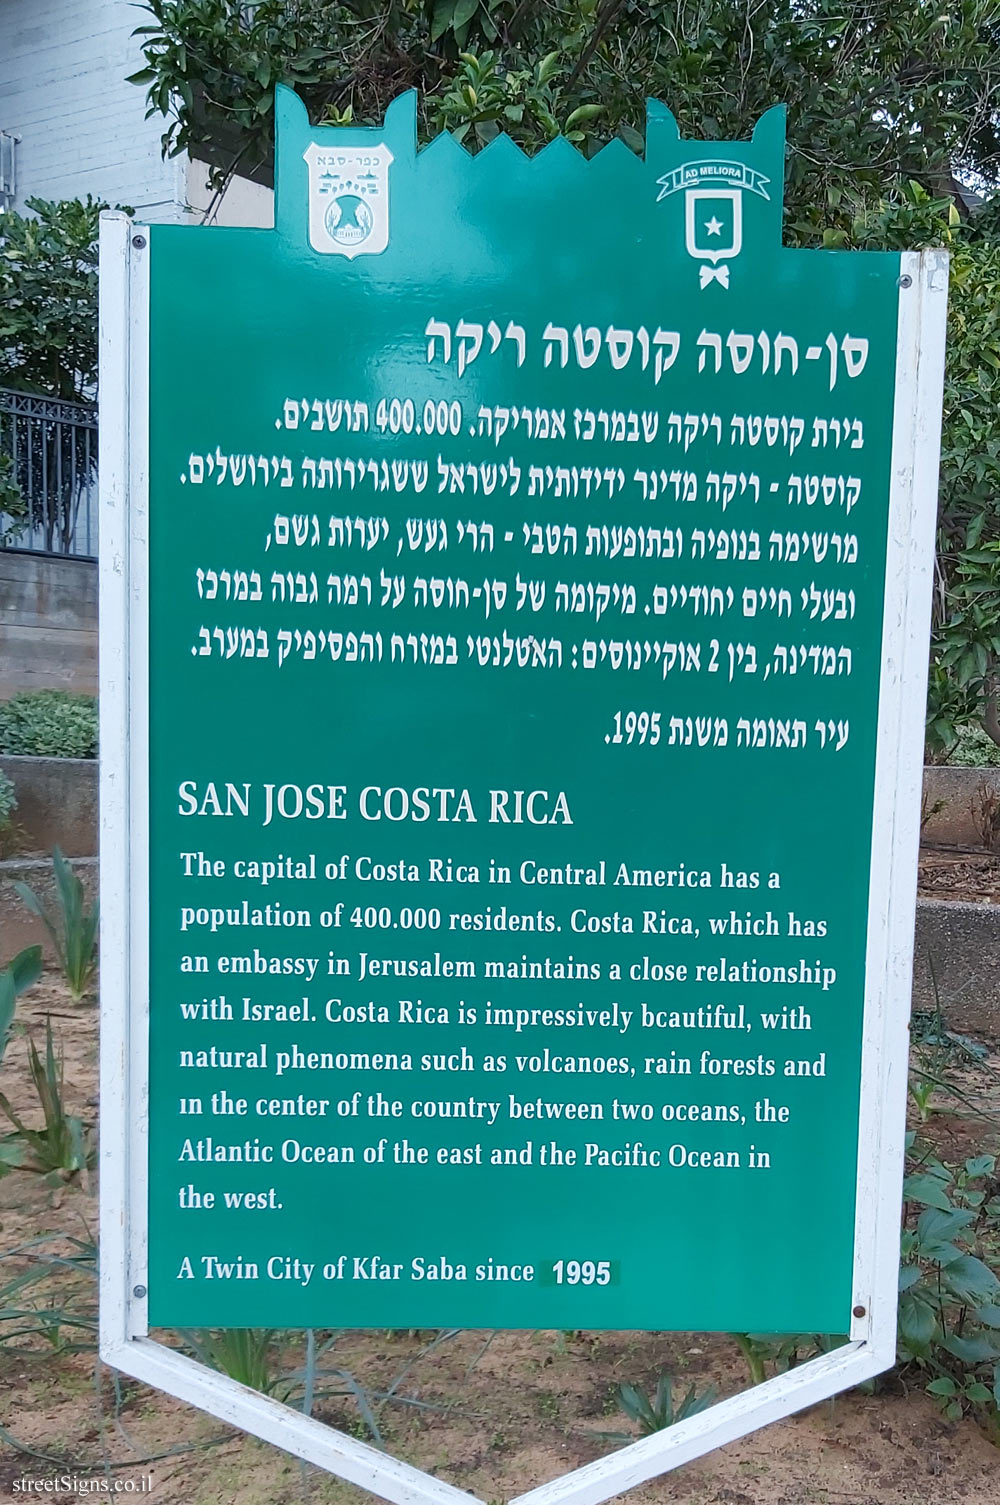 כפר-סבא
AD MELIORA
סן-חוסה קוסטה ריקה
בירת קוסטה ריקה שבמרכז אמריקה. 400.000 תושבים.
קוסטה - ריקה מדינר ידידותית לישראל ששגרירותה בירושלים.
מרשימה בנופיה ובתופעות הטבי - הרי געש, יערות גשם,
ובעלי חיים יחודיים. מיקומה של סן-חוסה על רמה גבוה במרכז
המדינה, בין 2 אוקיינוסים: האטלנטי במזרח והפסיפיק במערב.
עיר תאומה משנת 1995.
SAN JOSE COSTA RICA
The capital of Costa Rica in Central America has a
population of 400.000 residents. Costa Rica, which has
an embassy in Jerusalem maintains a close relationship
with Israel. Costa Rica is impressively bcautiful, with
natural phenomena such as volcanoes, rain forests and
ın the center of the country between two oceans, the
Atlantic Ocean of the east and the Pacific Ocean in
the west.
A Twin City of Kfar Saba since 1995
streetSigns.co.il